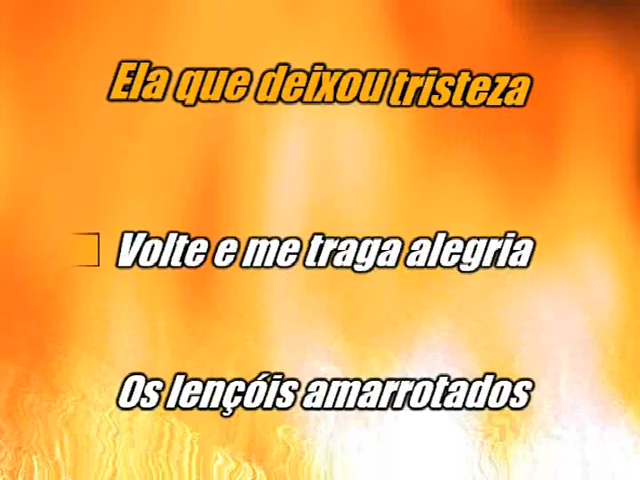 Ela que deixou tristeza
Volte e me traga alegria
Os lençóis amarrotados